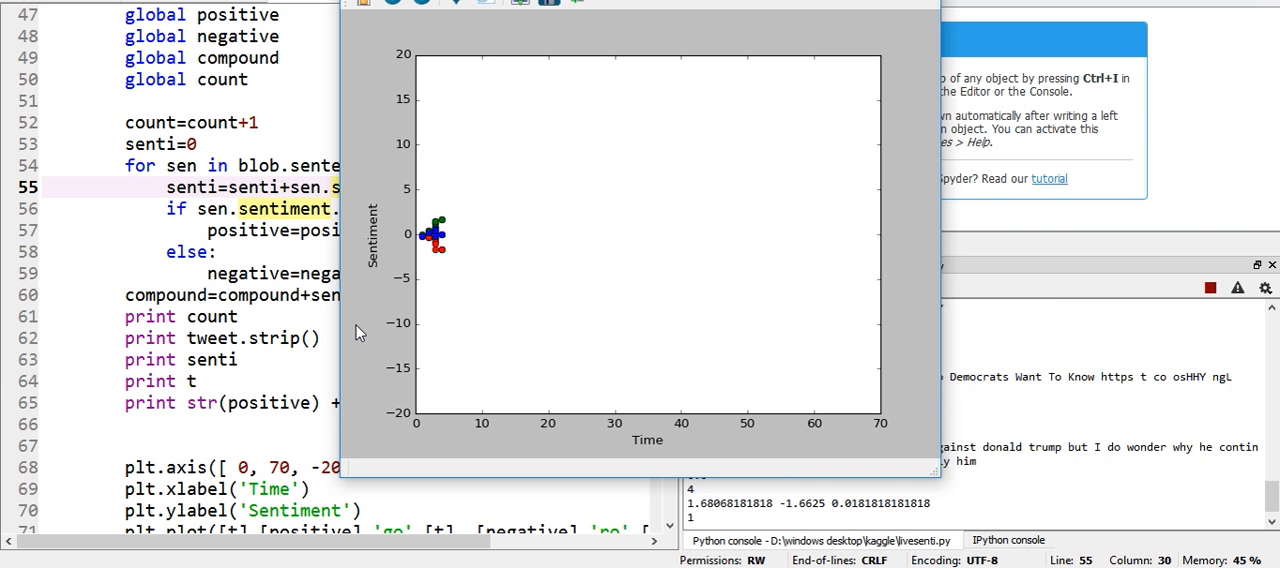 47 global positive
48 global negative
49 global compound
50 global count
51
52 count=count+1
53 senti=0
54 for sen in blob.sente
55 senti=senti+sen.s
56 if sen.sentiment.
57 positive=posi
58 else:
59 negative=nega
60 compound=compound+sen
61 print count
62 print tweet.strip()
63 print senti
64 print t
65 print str(positive) +
66
67
68 plt.axis([ 0, 70, -20
69 plt.xlabel('Time')
70 plt.ylabel('Sentiment')
71 plt.plot([t],[positive],'go',[t], [negative],'ro',[
20
15
10
5
0
−5
−10
−15
−20
Sentiment
0 10 20 30 40 50 60 70
Time
p of any object by pressing Ctrl+I in
the Editor or the Console.
wn automatically after writing a left
n object. You can activate this
es > Help.
Spyder? Read our tutorial
Democrats Want To Know https t co osHHY ngL
gainst donald trump but I do wonder why he contin
ly him
4
1.68068181818 -1.6625 0.0181818181818
1
Python console - D:\windows desktop\kaggle\livesenti.py IPython console
Permissions: RW End-of-lines: CRLF Encoding: UTF-8 Line: 55 Column: 30 Memory: 45 %